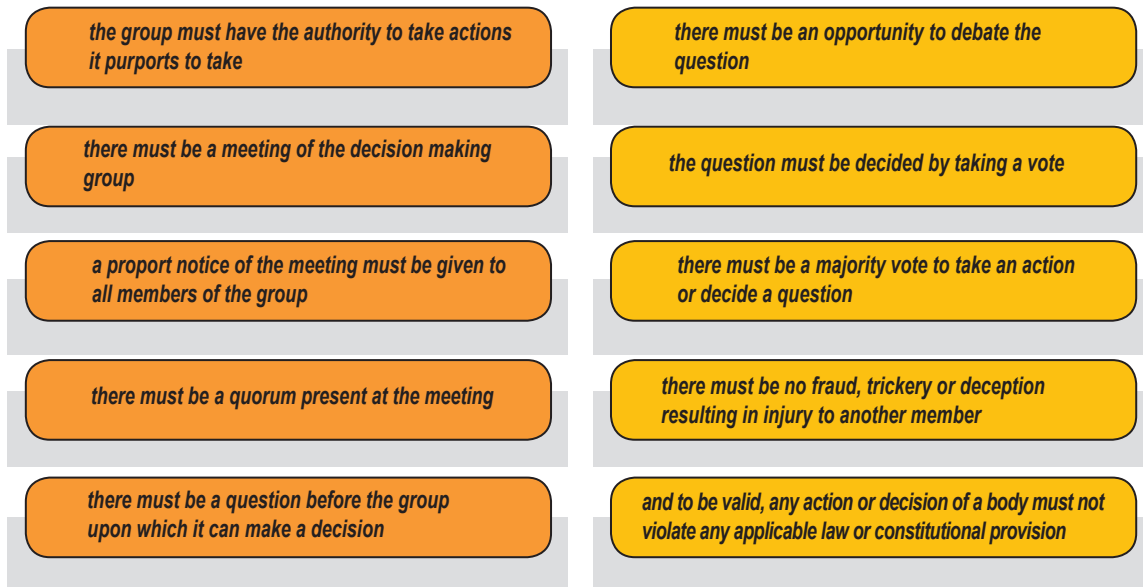 the group must have the authority to take actions
it purports to take
there must be a meeting of the decision making
group
a proport notice of the meeting must be given to
all members of the group
there must be a quorum present at the meeting
there must be a question before the group
upon which it can make a decision
there must be an opportunity to debate the
question
the question must be decided by taking a vote
there must be a majority vote to take an action
or decide a question
there must be no fraud, trickery or deception
resulting in injury to another member
and to be valid, any action or decision of a body must not
violate any applicable law or constitutional provision